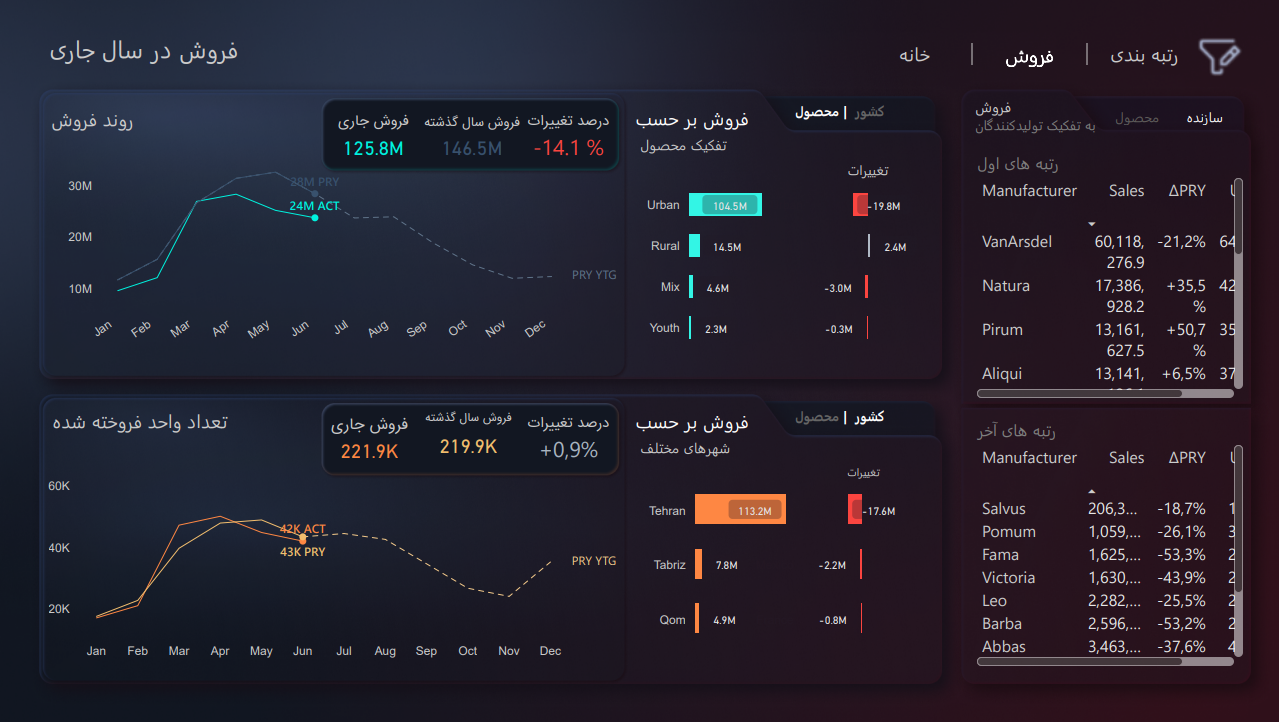 فروش در سال جاری
خانه | فروش | رتبه بندی
روند فروش
فروش جاری
125.8M
فروش سال گذشته
146.5M
درصد تغییرات
-14.1 %
30M
20M
10M
28M PRY
24M ACT
PRY YTG
Jan Feb Mar Apr May Jun Jul Aug Sep Oct Nov Dec
فروش بر حسب
تفکیک محصول
محصول | کشور
تغییرات
Urban 104.5M -19.8M
Rural 14.5M 2.4M
Mix 4.6M -3.0M
Youth 2.3M -0.3M
تعداد واحد فروخته شده
فروش جاری
221.9K
فروش سال گذشته
219.9K
درصد تغییرات
+0,9%
60K
40K
20K
42K ACT
43K PRY
PRY YTG
Jan Feb Mar Apr May Jun Jul Aug Sep Oct Nov Dec
فروش بر حسب
شهرهای مختلف
محصول | کشور
تغییرات
Tehran 113.2M -17.6M
Tabriz 7.8M -2.2M
Qom 4.9M -0.8M
فروش
به تفکیک تولیدکنندگان
محصول
سازنده
رتبه های اول
Manufacturer Sales ΔPRY
VanArsdel 60,118, -21,2% 64
276.9
Natura 17,386, +35,5 42
928.2 %
Pirum 13,161, +50,7 35
627.5 %
Aliqui 13,141, +6,5% 37
رتبه های آخر
Manufacturer Sales ΔPRY
Salvus 206,3... -18,7% 1
Pomum 1,059,... -26,1% 3
Fama 1,625,... -53,3% 2
Victoria 1,630,... -43,9% 2
Leo 2,282,... -25,5% 2
Barba 2,596,... -53,2% 2
Abbas 3,463,... -37,6% 4